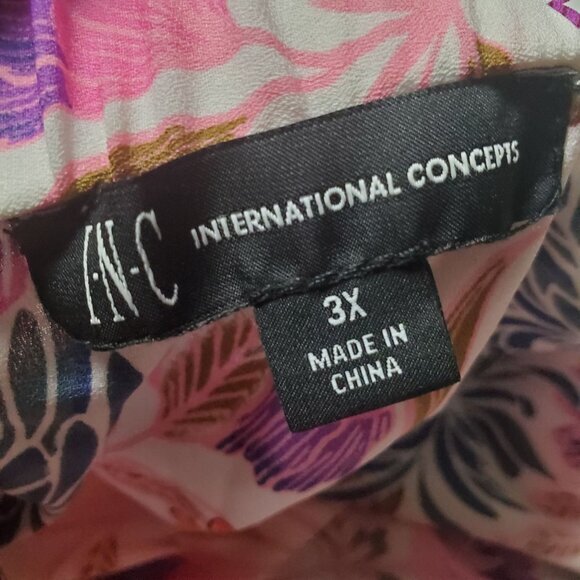 I·N·C INTERNATIONAL CONCEPTS
3X
MADE IN
CHINA